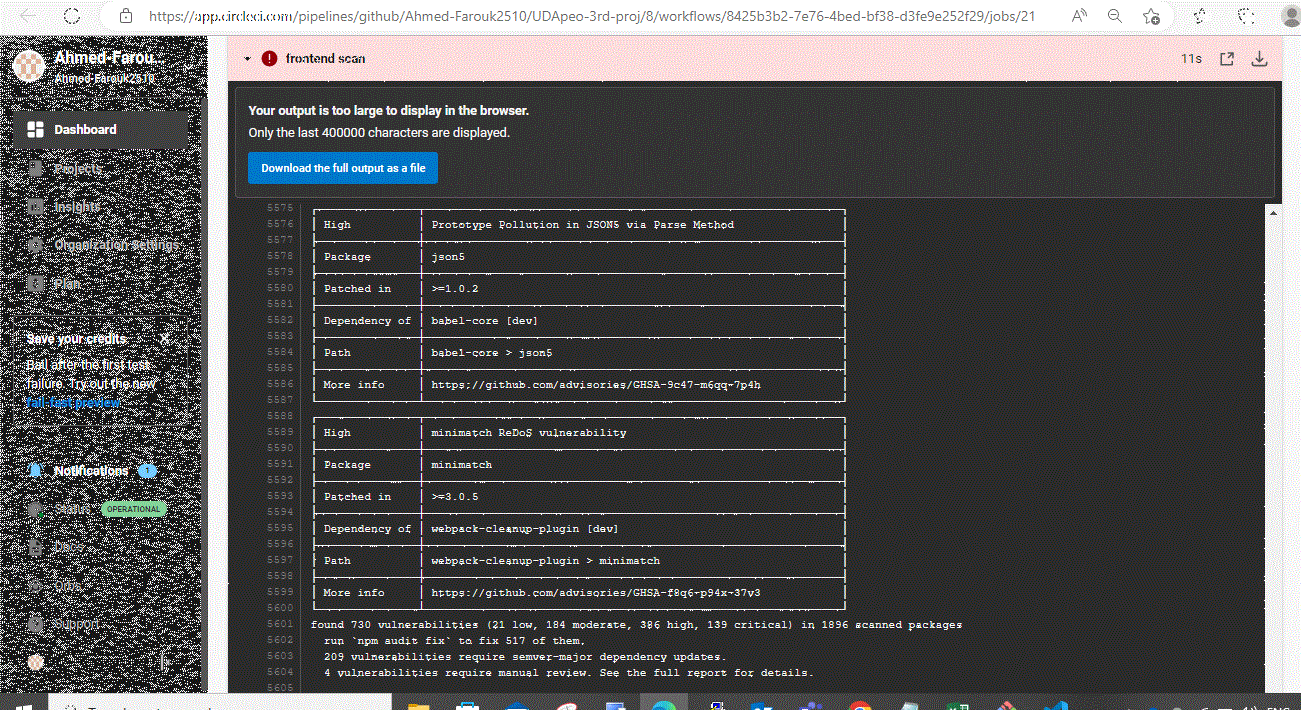 https://app.circleci.com/pipelines/github/Ahmed-Farouk2510/UDApeo-3rd-proj/8/workflows/8425b3b2-7e76-4bed-bf38-d3fe9e252f29/jobs/21
Ahmed-Farou...
Ahmed-Farouk2510
Dashboard
Projects
Insights
Organization Settings
Plan
Save your credits
Bail after the first test
failure. Try out the new
fail-fast preview
Notifications 1
Status OPERATIONAL
Docs
Orbs
Support
frontend scan 11s
Your output is too large to display in the browser.
Only the last 400000 characters are displayed.
Download the full output as a file
5575
5576 High Prototype Pollution in JSON5 via Parse Method
5577
5578 Package json5
5579
5580 Patched in >=1.0.2
5581
5582 Dependency of babel-core [dev]
5583
5584 Path babel-core > json5
5585
5586 More info https://github.com/advisories/GHSA-9c47-m6qq-7p4h
5587
5588
5589 High minimatch ReDoS vulnerability
5590
5591 Package minimatch
5592
5593 Patched in >=3.0.5
5594
5595 Dependency of webpack-cleanup-plugin [dev]
5596
5597 Path webpack-cleanup-plugin > minimatch
5598
5599 More info https://github.com/advisories/GHSA-f8q6-p94x-37v3
5600
5601 found 730 vulnerabilities (21 low, 184 moderate, 386 high, 139 critical) in 1896 scanned packages
5602 run `npm audit fix` to fix 517 of them.
5603 209 vulnerabilities require semver-major dependency updates.
5604 4 vulnerabilities require manual review. See the full report for details.
5605